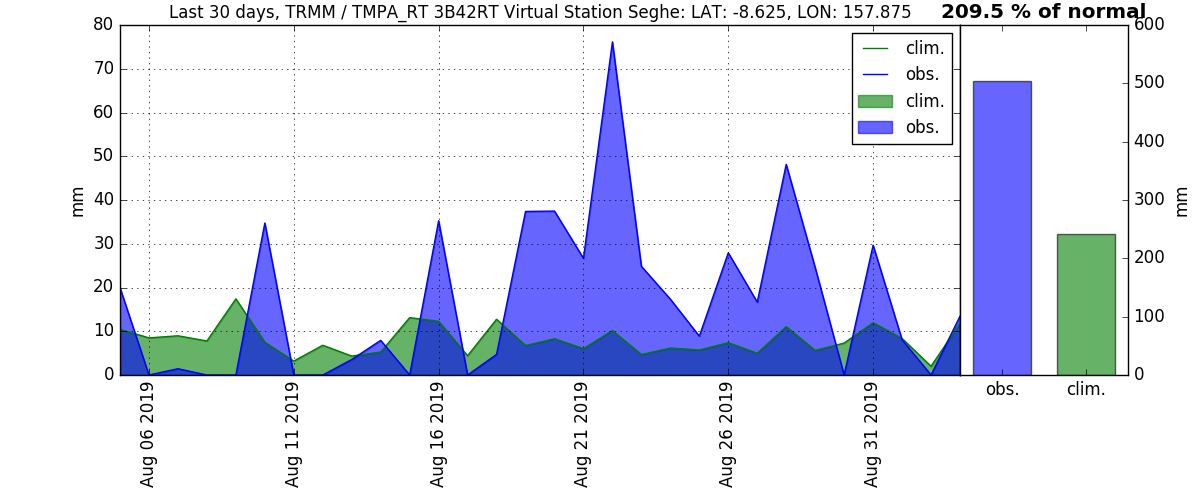 Last 30 days, TRMM / TMPA_RT 3B42RT Virtual Station Seghe: LAT: -8.625, LON: 157.875
209.5 % of normal
80
70
60
50
40
30
20
10
0
mm
clim.
obs.
clim.
obs.
Aug 06 2019
Aug 11 2019
Aug 16 2019
Aug 21 2019
Aug 26 2019
Aug 31 2019
600
500
400
300
200
100
0
mm
obs.
clim.